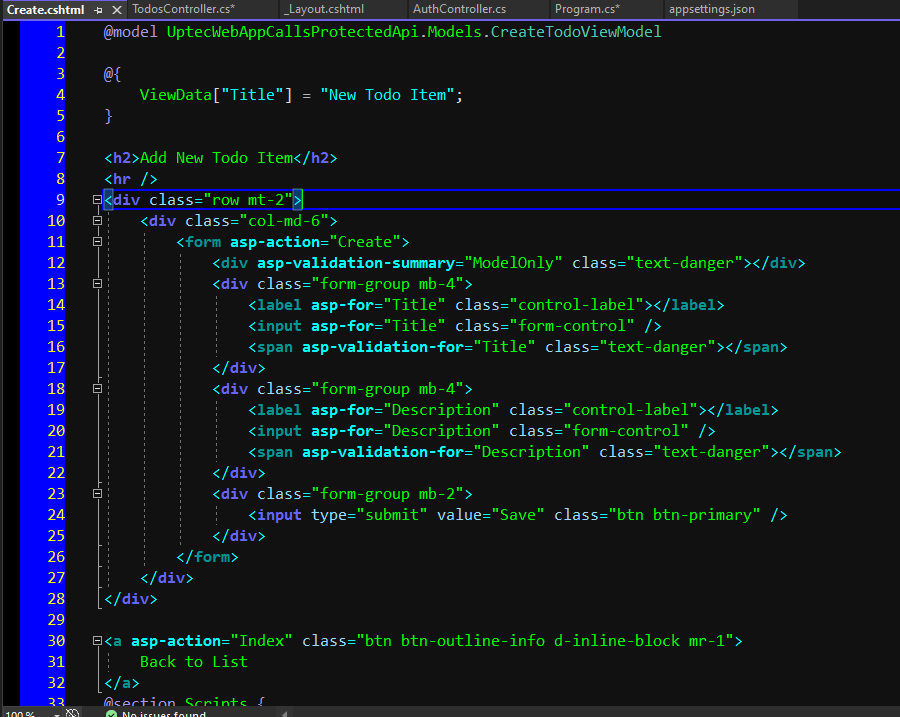 Create.cshtml TodosController.cs* _Layout.cshtml AuthController.cs Program.cs* appsettings.json
1 @model UptecWebAppCallsProtectedApi.Models.CreateTodoViewModel
2
3 @{
4 ViewData["Title"] = "New Todo Item";
5 }
6
7 <h2>Add New Todo Item</h2>
8 <hr />
9 <div class="row mt-2">
10 <div class="col-md-6">
11 <form asp-action="Create">
12 <div asp-validation-summary="ModelOnly" class="text-danger"></div>
13 <div class="form-group mb-4">
14 <label asp-for="Title" class="control-label"></label>
15 <input asp-for="Title" class="form-control" />
16 <span asp-validation-for="Title" class="text-danger"></span>
17 </div>
18 <div class="form-group mb-4">
19 <label asp-for="Description" class="control-label"></label>
20 <input asp-for="Description" class="form-control" />
21 <span asp-validation-for="Description" class="text-danger"></span>
22 </div>
23 <div class="form-group mb-2">
24 <input type="submit" value="Save" class="btn btn-primary" />
25 </div>
26 </form>
27 </div>
28 </div>
29
30 <a asp-action="Index" class="btn btn-outline-info d-inline-block mr-1">
31 Back to List
32 </a>
33 @section Scripts {
100 % No issues found